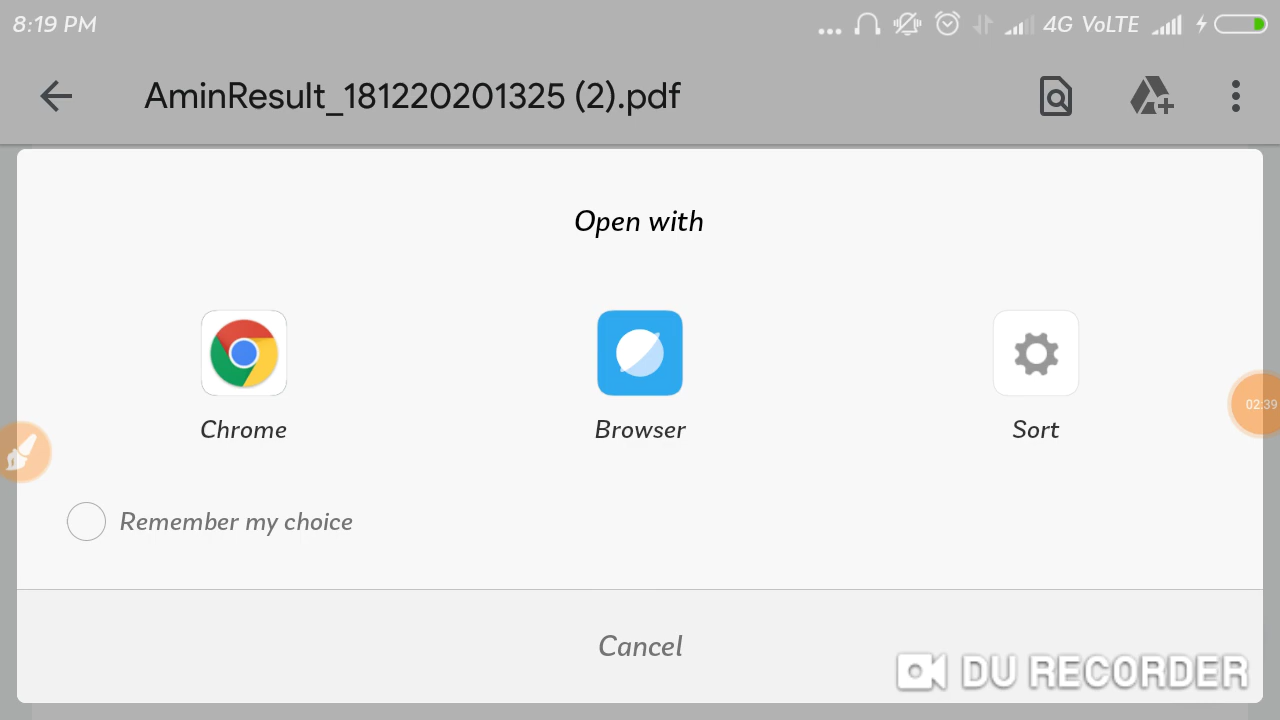 8:19 PM
... 4G VoLTE
AminResult_181220201325 (2).pdf
Open with
Chrome
Browser
Sort
02:39
Remember my choice
Cancel
DU RECORDER